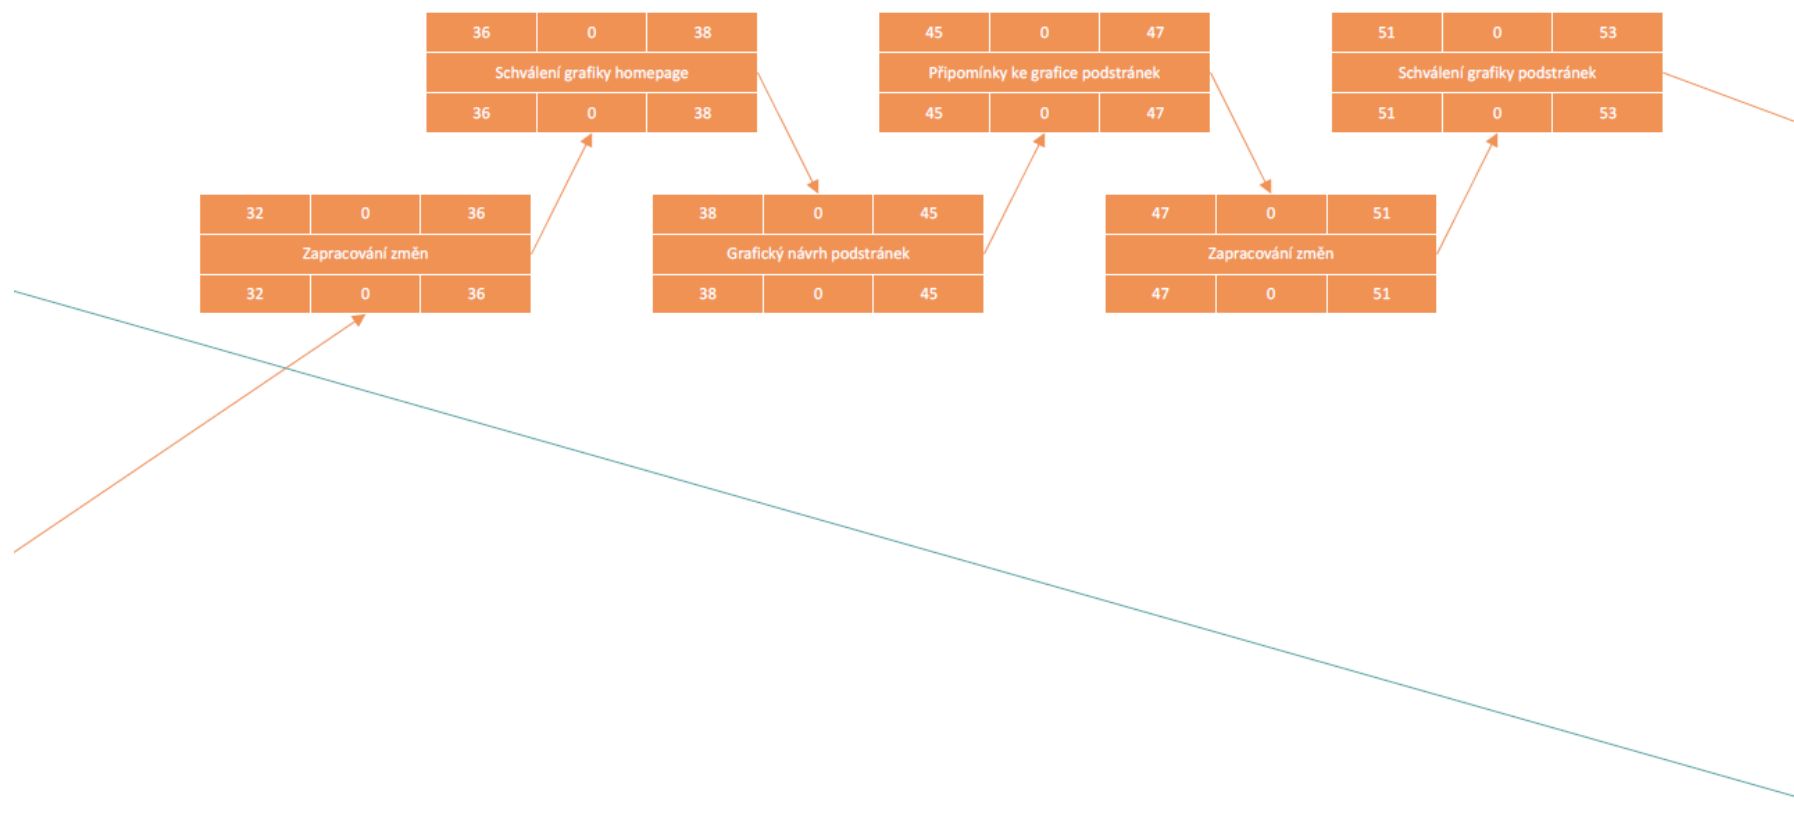 36 0 38
Schválení grafiky homepage
36 0 38
45 0 47
Připomínky ke grafice podstránek
45 0 47
51 0 53
Schválení grafiky podstránek
51 0 53
32 0 36
Zapracování změn
32 0 36
38 0 45
Grafický návrh podstránek
38 0 45
47 0 51
Zapracování změn
47 0 51